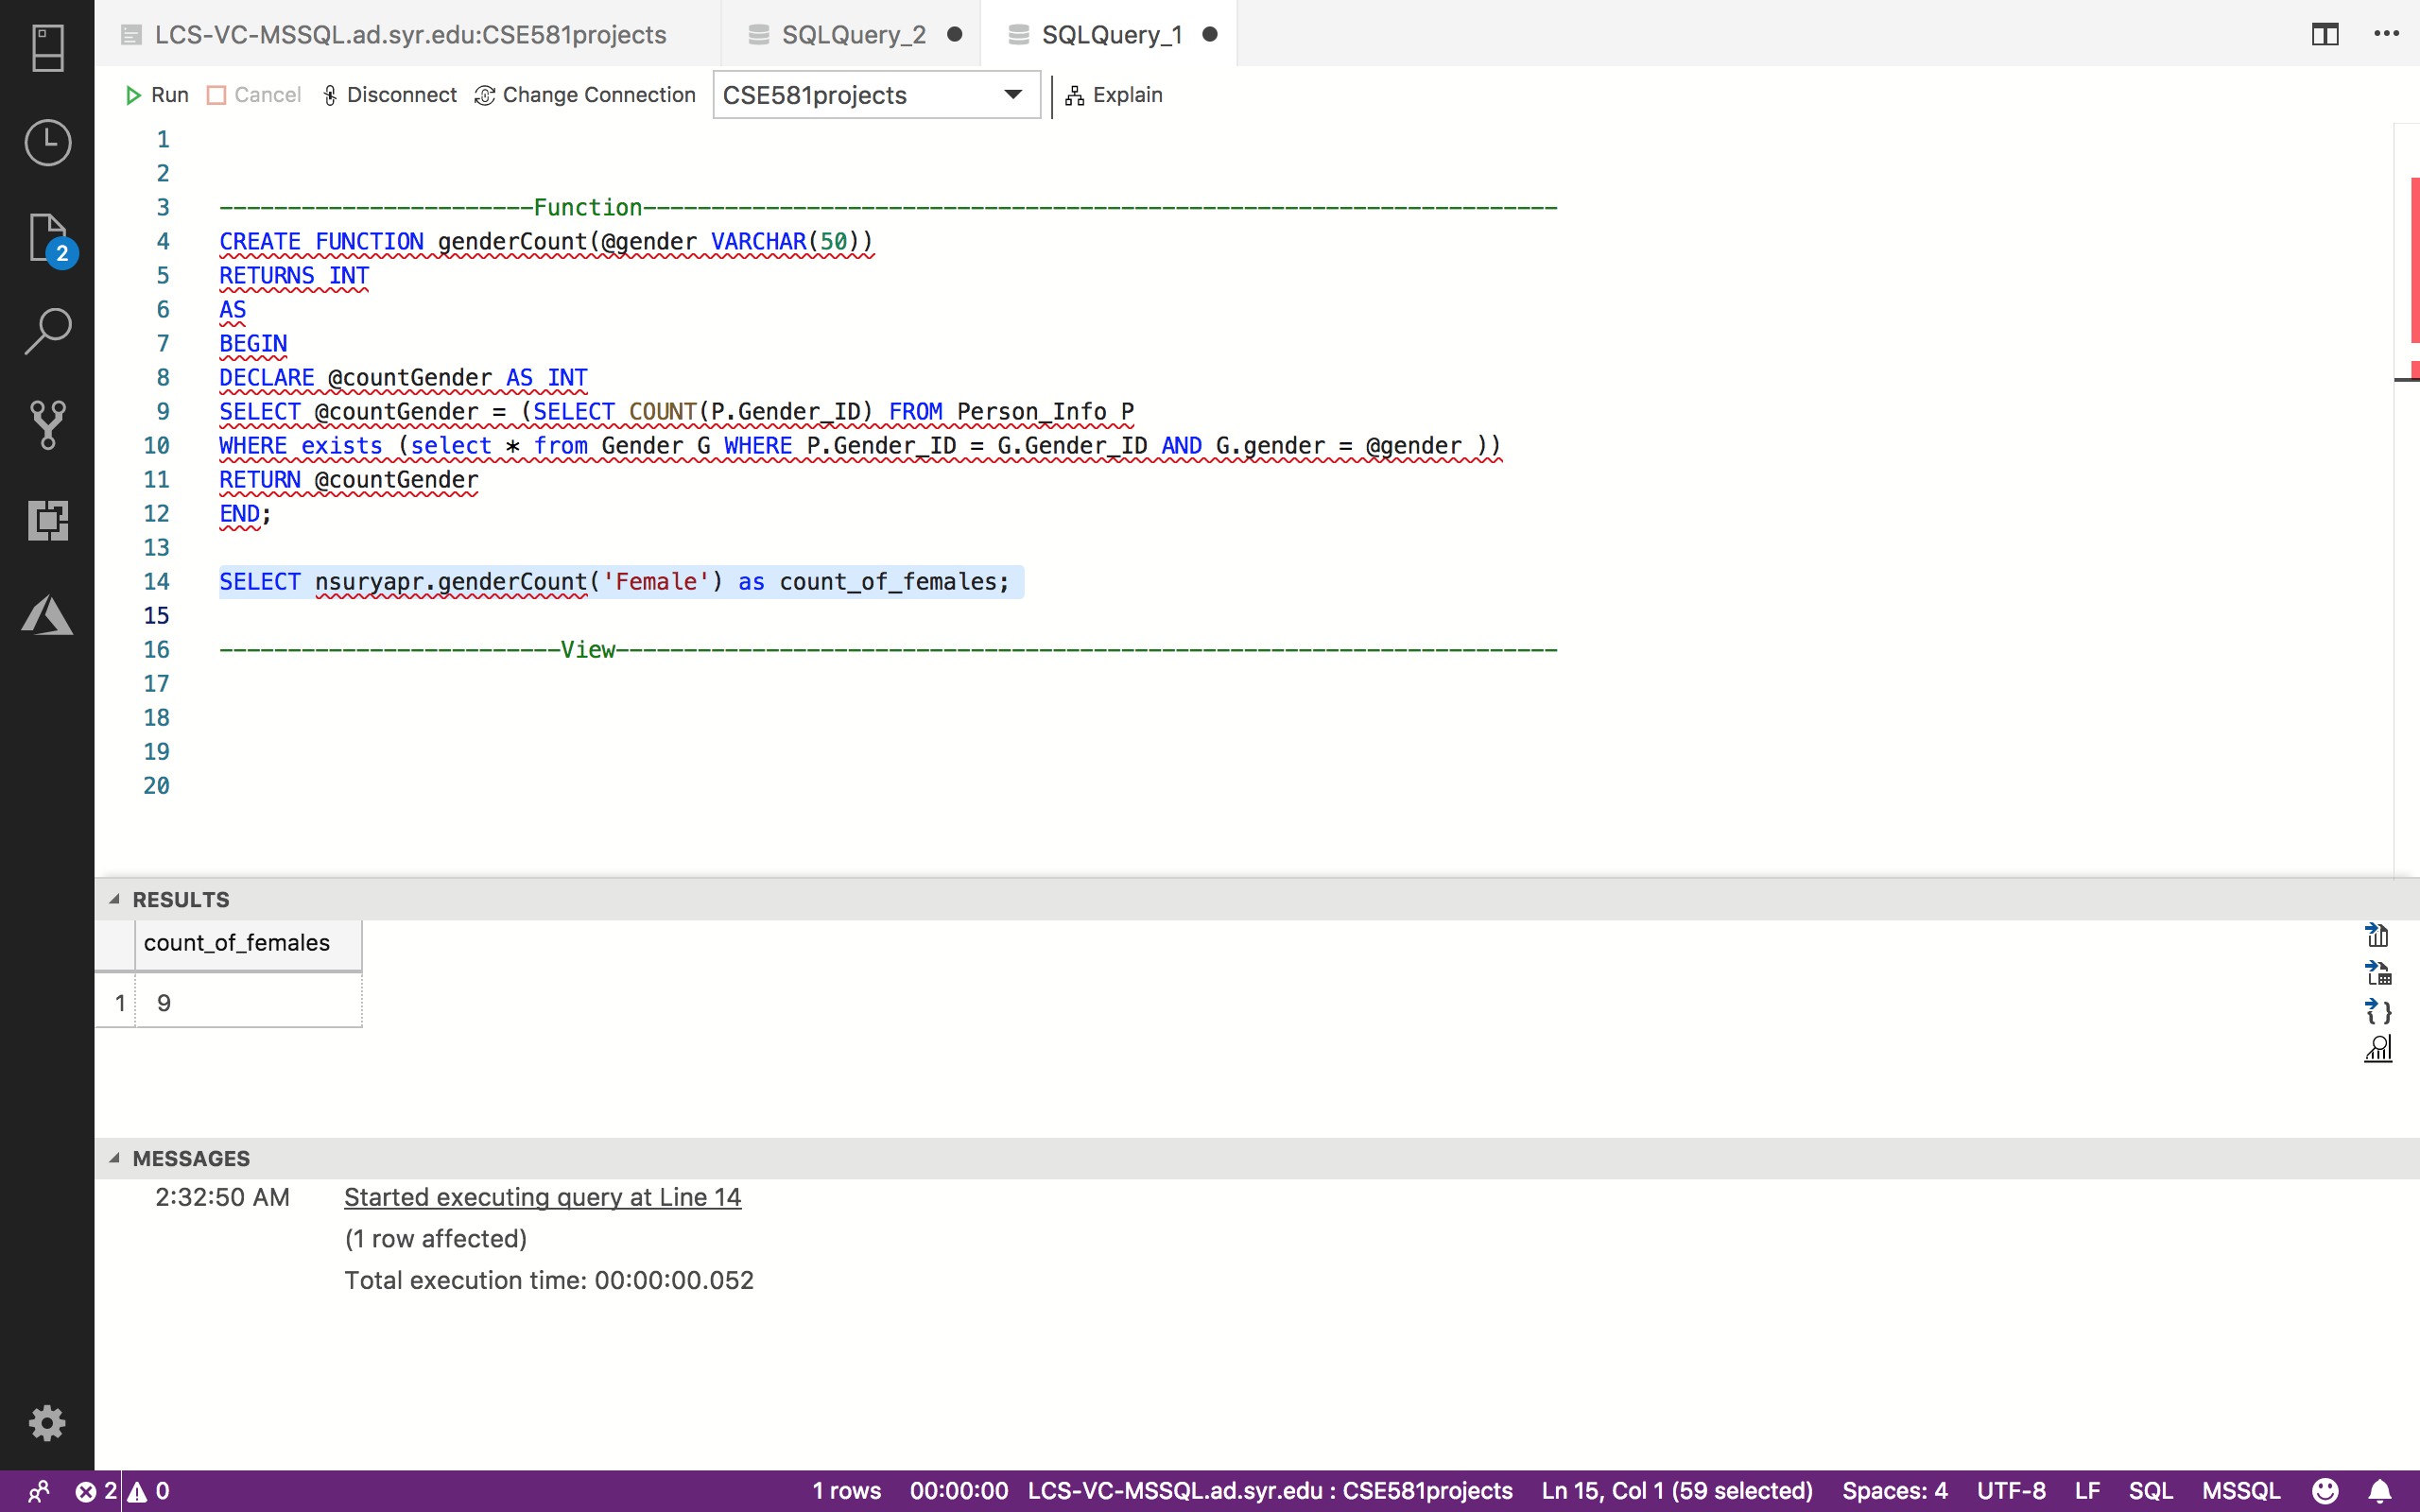 LCS-VC-MSSQL.ad.syr.edu:CSE581projects SQLQuery_2 SQLQuery_1
Run Cancel Disconnect Change Connection CSE581projects Explain
1
2
3 -----------------------Function-------------------------------------------------------------------
4 CREATE FUNCTION genderCount(@gender VARCHAR(50))
5 RETURNS INT
6 AS
7 BEGIN
8 DECLARE @countGender AS INT
9 SELECT @countGender = (SELECT COUNT(P.Gender_ID) FROM Person_Info P
10 WHERE exists (select * from Gender G WHERE P.Gender_ID = G.Gender_ID AND G.gender = @gender ))
11 RETURN @countGender
12 END;
13
14 SELECT nsuryapr.genderCount('Female') as count_of_females;
15
16 -------------------------View---------------------------------------------------------------------
17
18
19
20
2
RESULTS
count_of_females
1 9
MESSAGES
2:32:50 AM Started executing query at Line 14
(1 row affected)
Total execution time: 00:00:00.052
2 0 1 rows 00:00:00 LCS-VC-MSSQL.ad.syr.edu : CSE581projects Ln 15, Col 1 (59 selected) Spaces: 4 UTF-8 LF SQL MSSQL